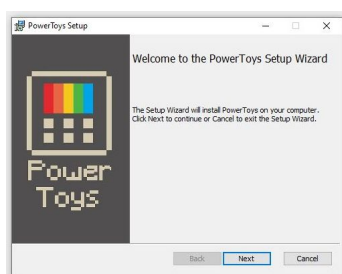 PowerToys Setup
Welcome to the PowerToys Setup Wizard
The Setup Wizard will install PowerToys on your computer.
Click Next to continue or Cancel to exit the Setup Wizard.
Power
Toys
Back
Next
Cancel